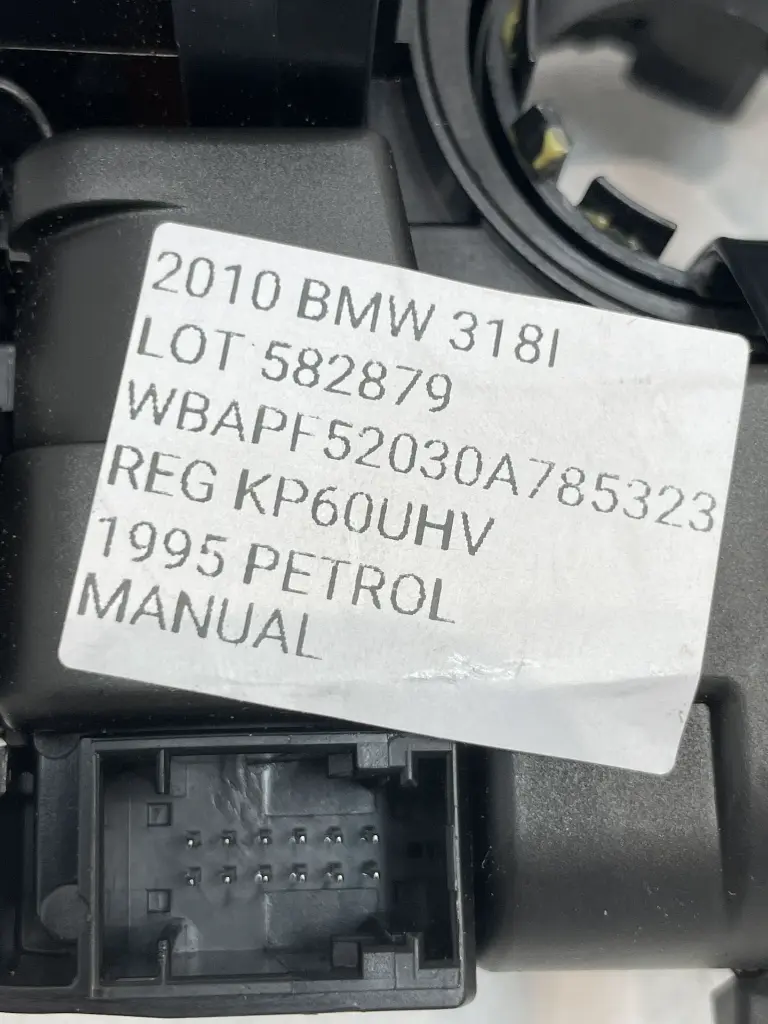 2010 BMW 318I
LOT 582879
WBAPF52030A785323
REG KP60UHV
1995 PETROL
MANUAL